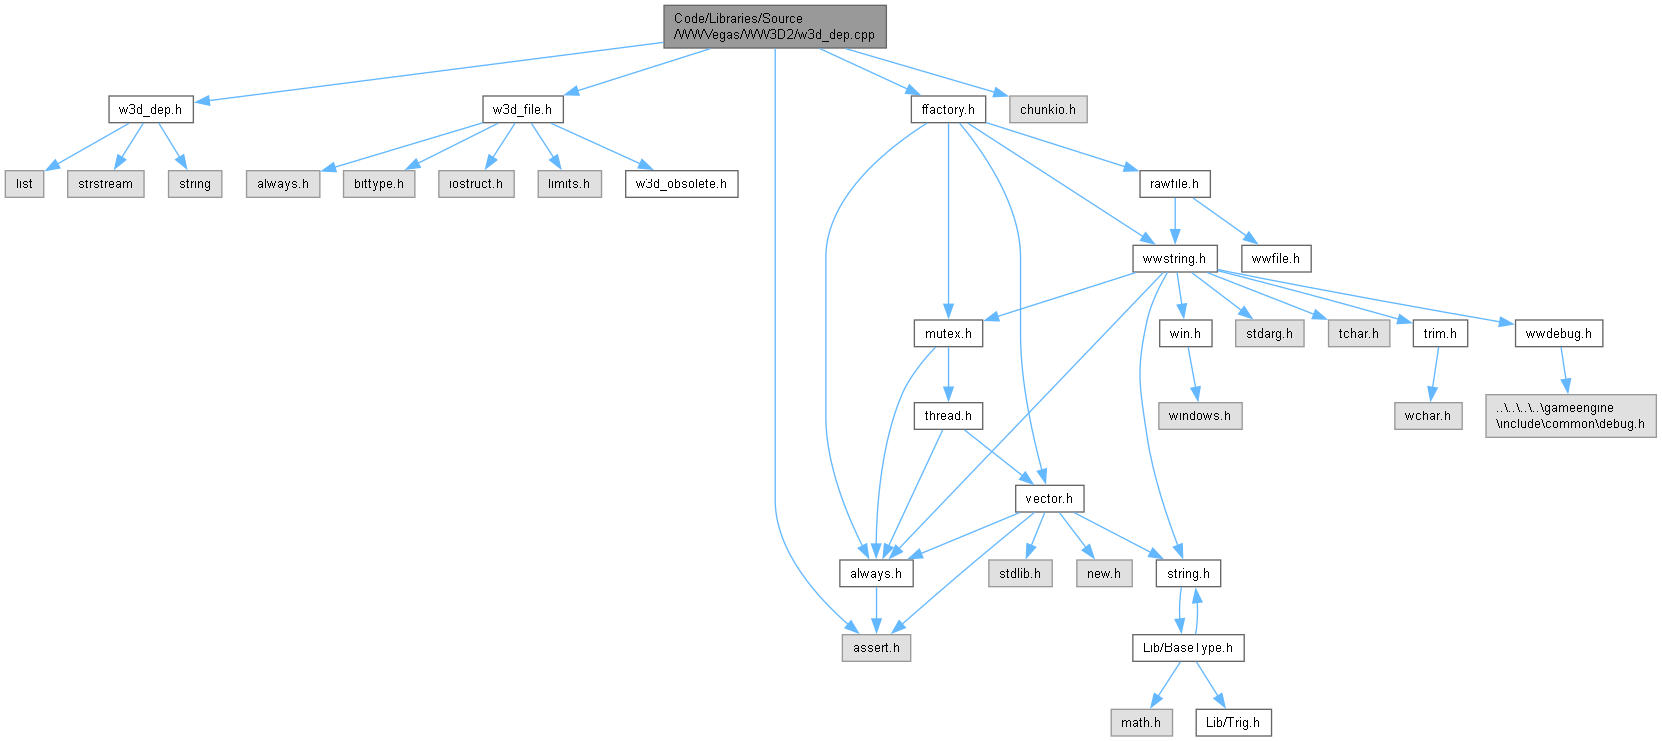 Code/Libraries/Source
/WWVegas/WW3D2/w3d_dep.cpp
w3d_dep.h
w3d_file.h
ffactory.h
chunkio.h
list
strstream
string
always.h
bittype.h
iostruct.h
limits.h
w3d_obsolete.h
rawfile.h
wwstring.h
wwfile.h
mutex.h
win.h
stdarg.h
tchar.h
trim.h
wwdebug.h
thread.h
windows.h
wchar.h
..\..\..\..\gameengine
\include\common\debug.h
vector.h
always.h
stdlib.h
new.h
string.h
assert.h
Lib/BaseType.h
math.h
Lib/Trig.h